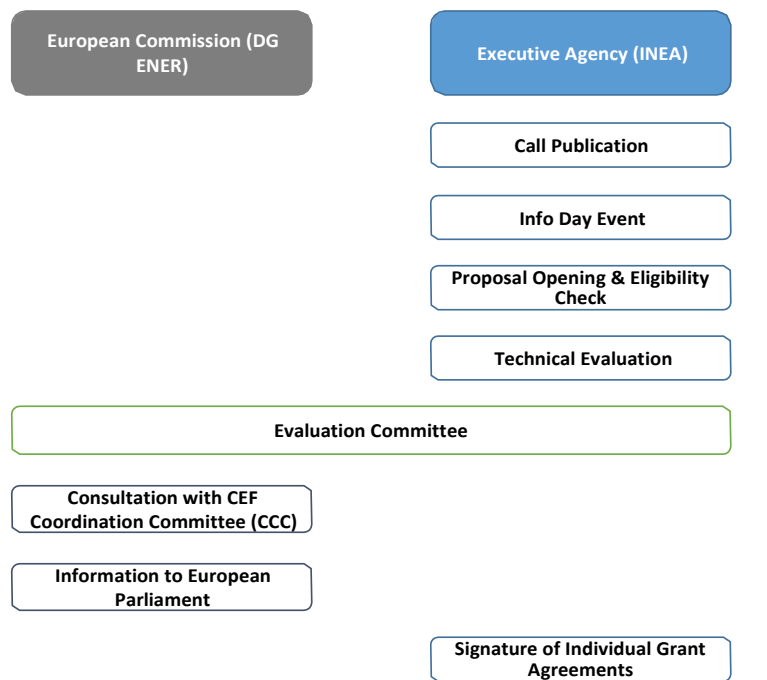 European Commission (DG
ENER)
Executive Agency (INEA)
Call Publication
Info Day Event
Proposal Opening & Eligibility
Check
Technical Evaluation
Evaluation Committee
Consultation with CEF
Coordination Committee (CCC)
Information to European
Parliament
Signature of Individual Grant
Agreements